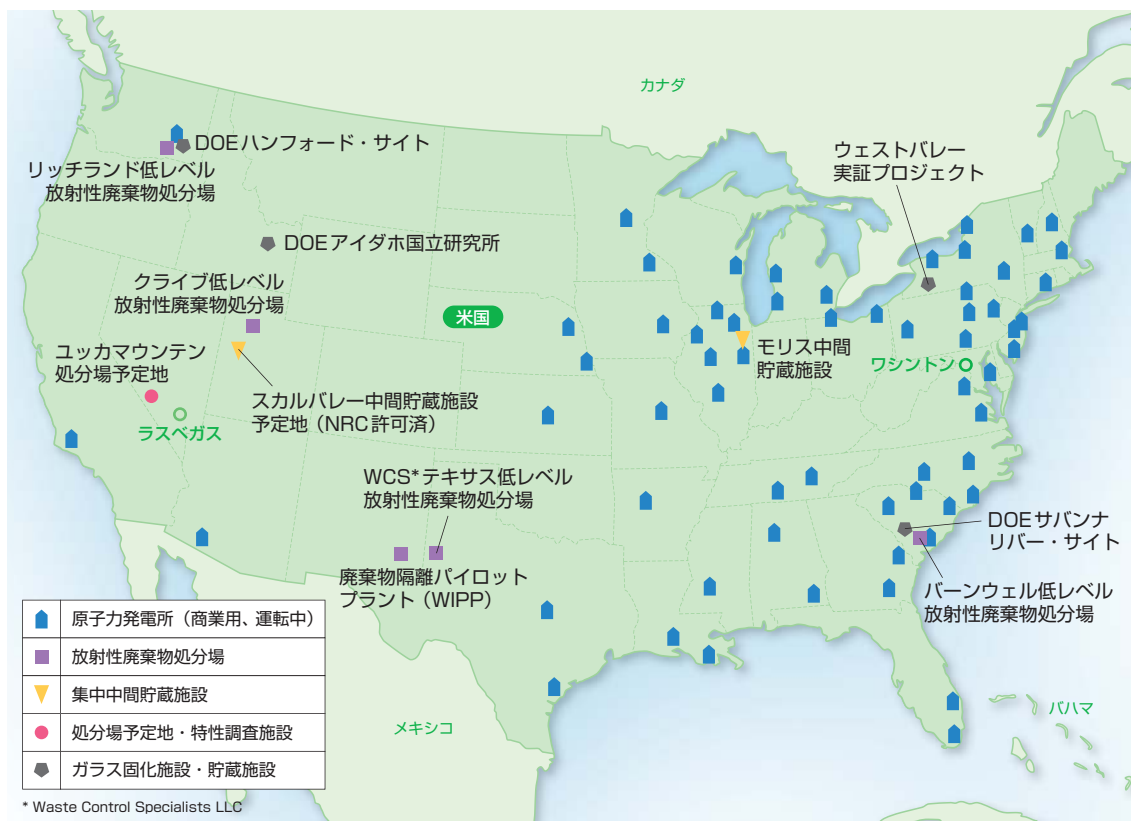 カナダ
DOEハンフォード・サイト
リッチランド低レベル
放射性廃棄物処分場
ウェストバレー
実証プロジェクト
DOEアイダホ国立研究所
クライブ低レベル
放射性廃棄物処分場
米国
ユッカマウンテン
処分場予定地
モリス中間
貯蔵施設
ワシントン
スカルバレー中間貯蔵施設
予定地（NRC許可済）
ラスベガス
WCS*テキサス低レベル
放射性廃棄物処分場
DOEサバンナ
リバー・サイト
廃棄物隔離パイロット
プラント（WIPP）
バーンウェル低レベル
放射性廃棄物処分場
原子力発電所（商業用、運転中）
放射性廃棄物処分場
集中中間貯蔵施設
処分場予定地・特性調査施設
ガラス固化施設・貯蔵施設
メキシコ
バハマ
* Waste Control Specialists LLC